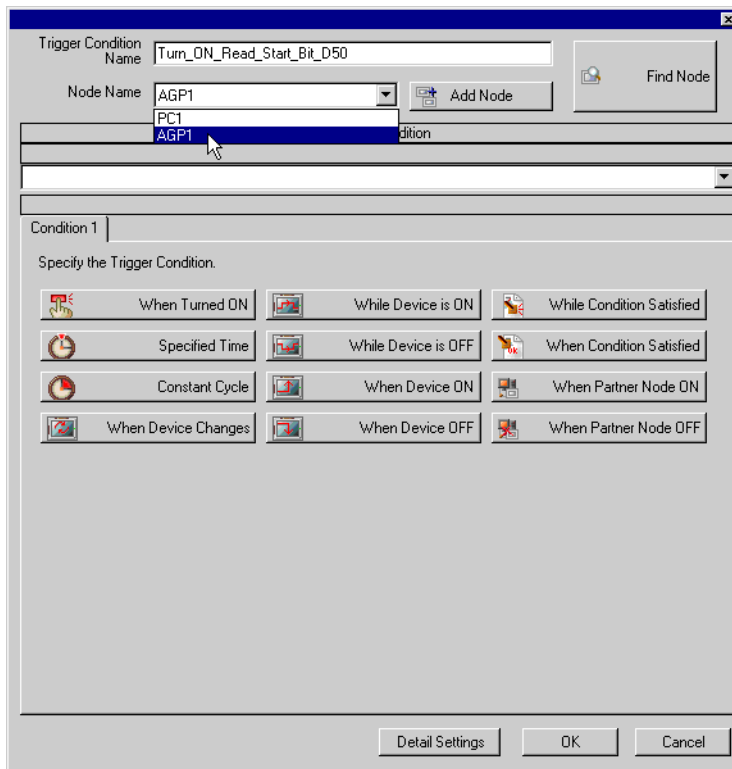 Trigger Condition
Name
Turn_ON_Read_Start_Bit_D50
Find Node
Node Name
AGP1
Add Node
PC1
AGP1
dition
Condition 1
Specify the Trigger Condition.
When Turned ON
While Device is ON
While Condition Satisfied
Specified Time
While Device is OFF
When Condition Satisfied
Constant Cycle
When Device ON
When Partner Node ON
When Device Changes
When Device OFF
When Partner Node OFF
Detail Settings
OK
Cancel